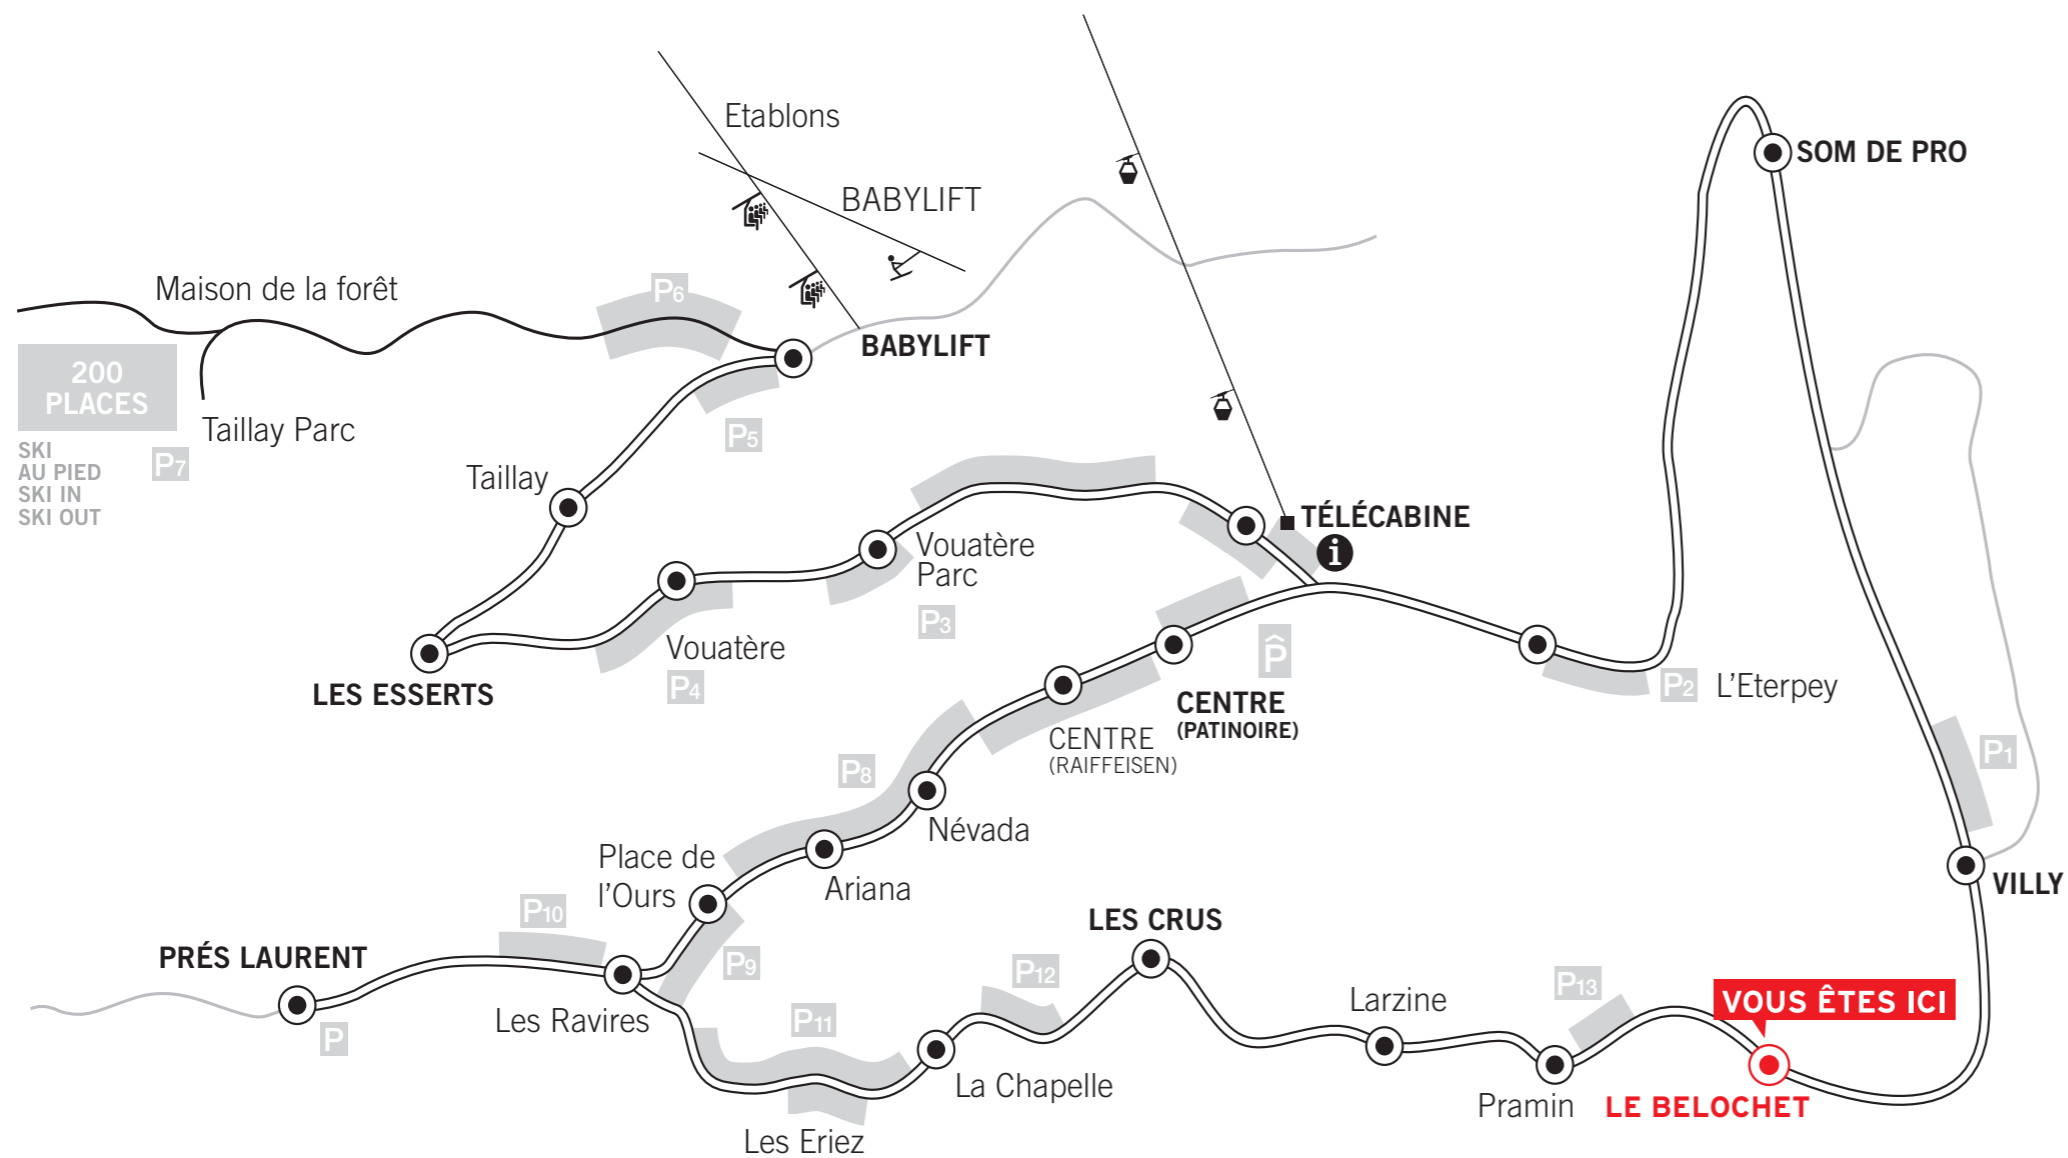 Etablons
SOM DE PRO
BABYLIFT
Maison de la forêt
P6
BABYLIFT
200
PLACES
Taillay Parc
P5
SKI
AU PIED
SKI IN
SKI OUT
P7
Taillay
TÉLÉCABINE
i
Vouatère
Parc
P3
P
Vouatère
P4
LES ESSERTS
P2
L'Eterpey
CENTRE
(PATINOIRE)
CENTRE
(RAIFFEISEN)
P1
P8
Névada
Place de
l'Ours
Ariana
VILLY
P10
LES CRUS
PRÉS LAURENT
P9
P12
P13
Larzine
VOUS ÊTES ICI
Les Ravires
P11
P
La Chapelle
Pramin
LE BELOCHET
Les Eriez